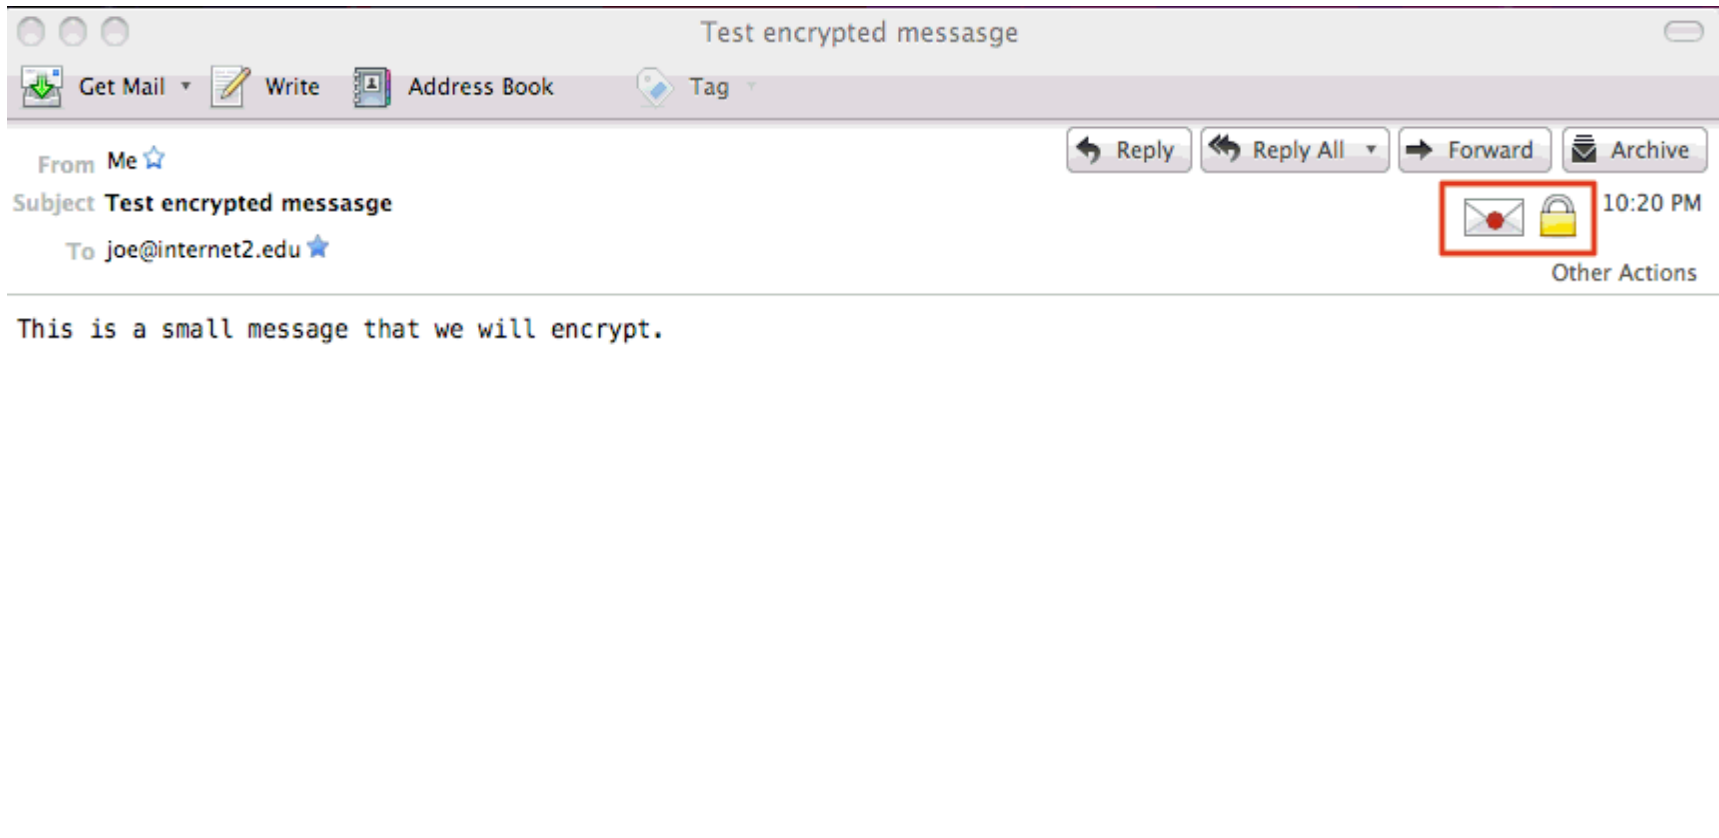 Test encrypted messasge
Get Mail Write Address Book Tag
Reply Reply All Forward Archive
From Me
Subject Test encrypted messasge 10:20 PM
To joe@internet2.edu
Other Actions
This is a small message that we will encrypt.